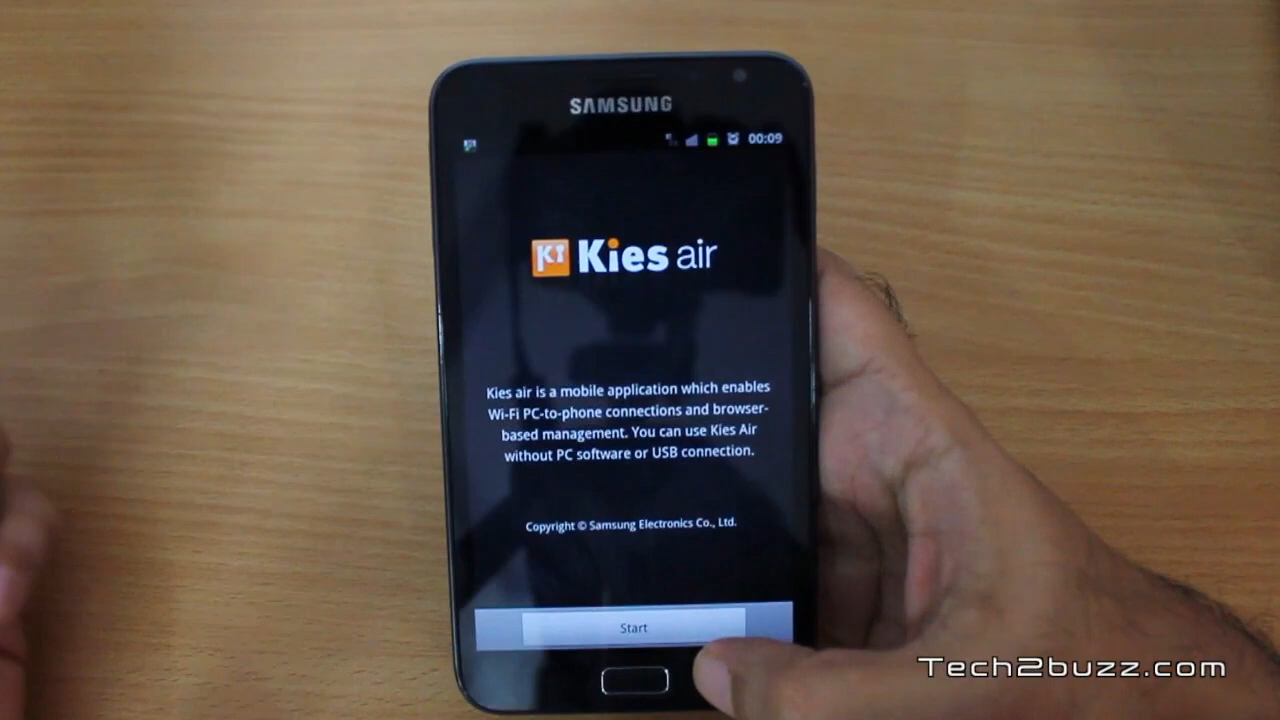 SAMSUNG
00:09
KI Kies air
Kies air is a mobile application which enables
Wi-Fi PC-to-phone connections and browser-
based management. You can use Kies Air
without PC software or USB connection.
Copyright © Samsung Electronics Co., Ltd.
Start
Tech2buzz.com